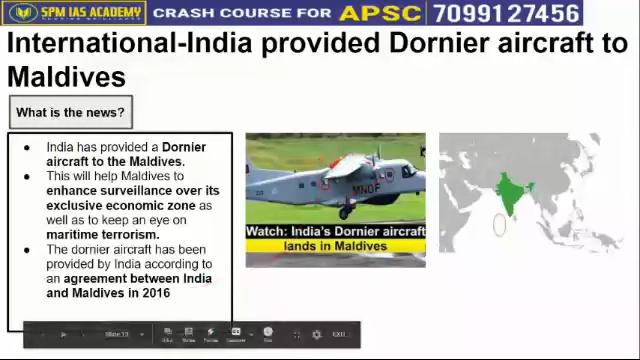 SPM IAS ACADEMY
CRASH COURSE FOR APSC 7099127456
International-India provided Dornier aircraft to
Maldives
What is the news?
● India has provided a Dornier
aircraft to the Maldives.
● This will help Maldives to
enhance surveillance over its
exclusive economic zone as
well as to keep an eye on
maritime terrorism.
● The dornier aircraft has been
provided by India according to
an agreement between India
and Maldives in 2016
MNDF
Watch: India's Dornier aircraft
lands in Maldives